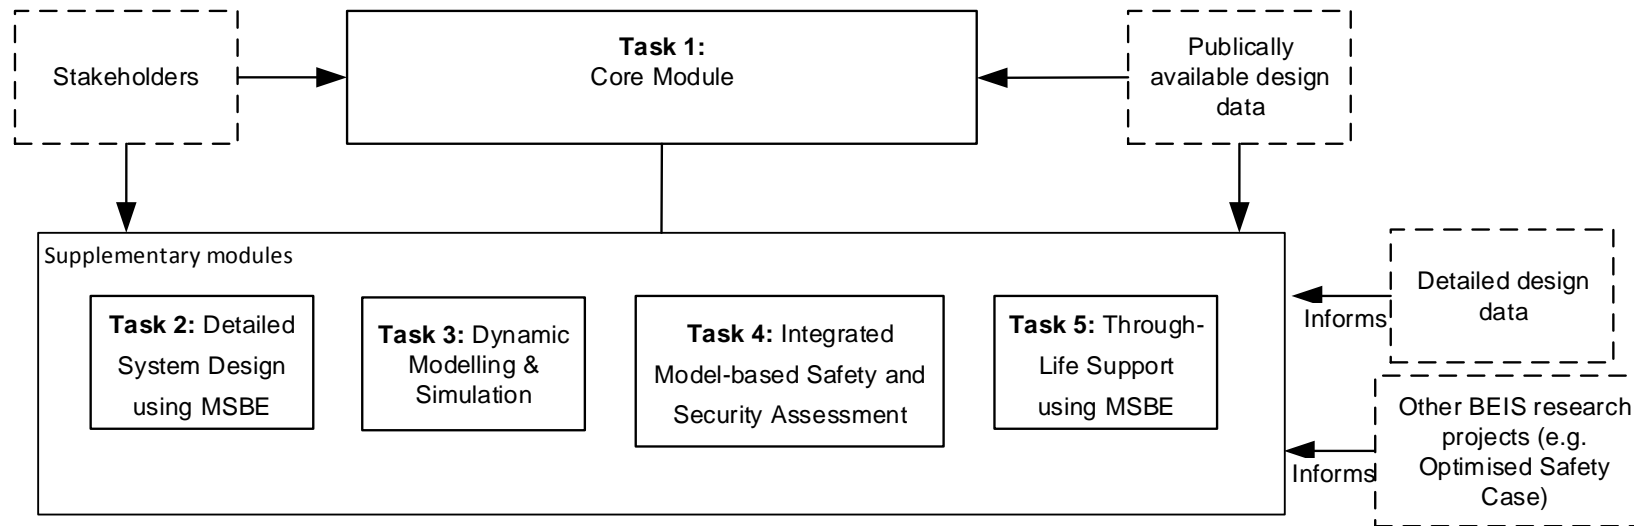 Stakeholders
Task 1:
Core Module
Publically
available design
data
Supplementary modules
Task 2: Detailed
System Design
using MSBE
Task 3: Dynamic
Modelling &
Simulation
Task 4: Integrated
Model-based Safety and
Security Assessment
Task 5: Through-
Life Support
using MSBE
Informs
Detailed design
data
Informs
Other BEIS research
projects (e.g.
Optimised Safety
Case)